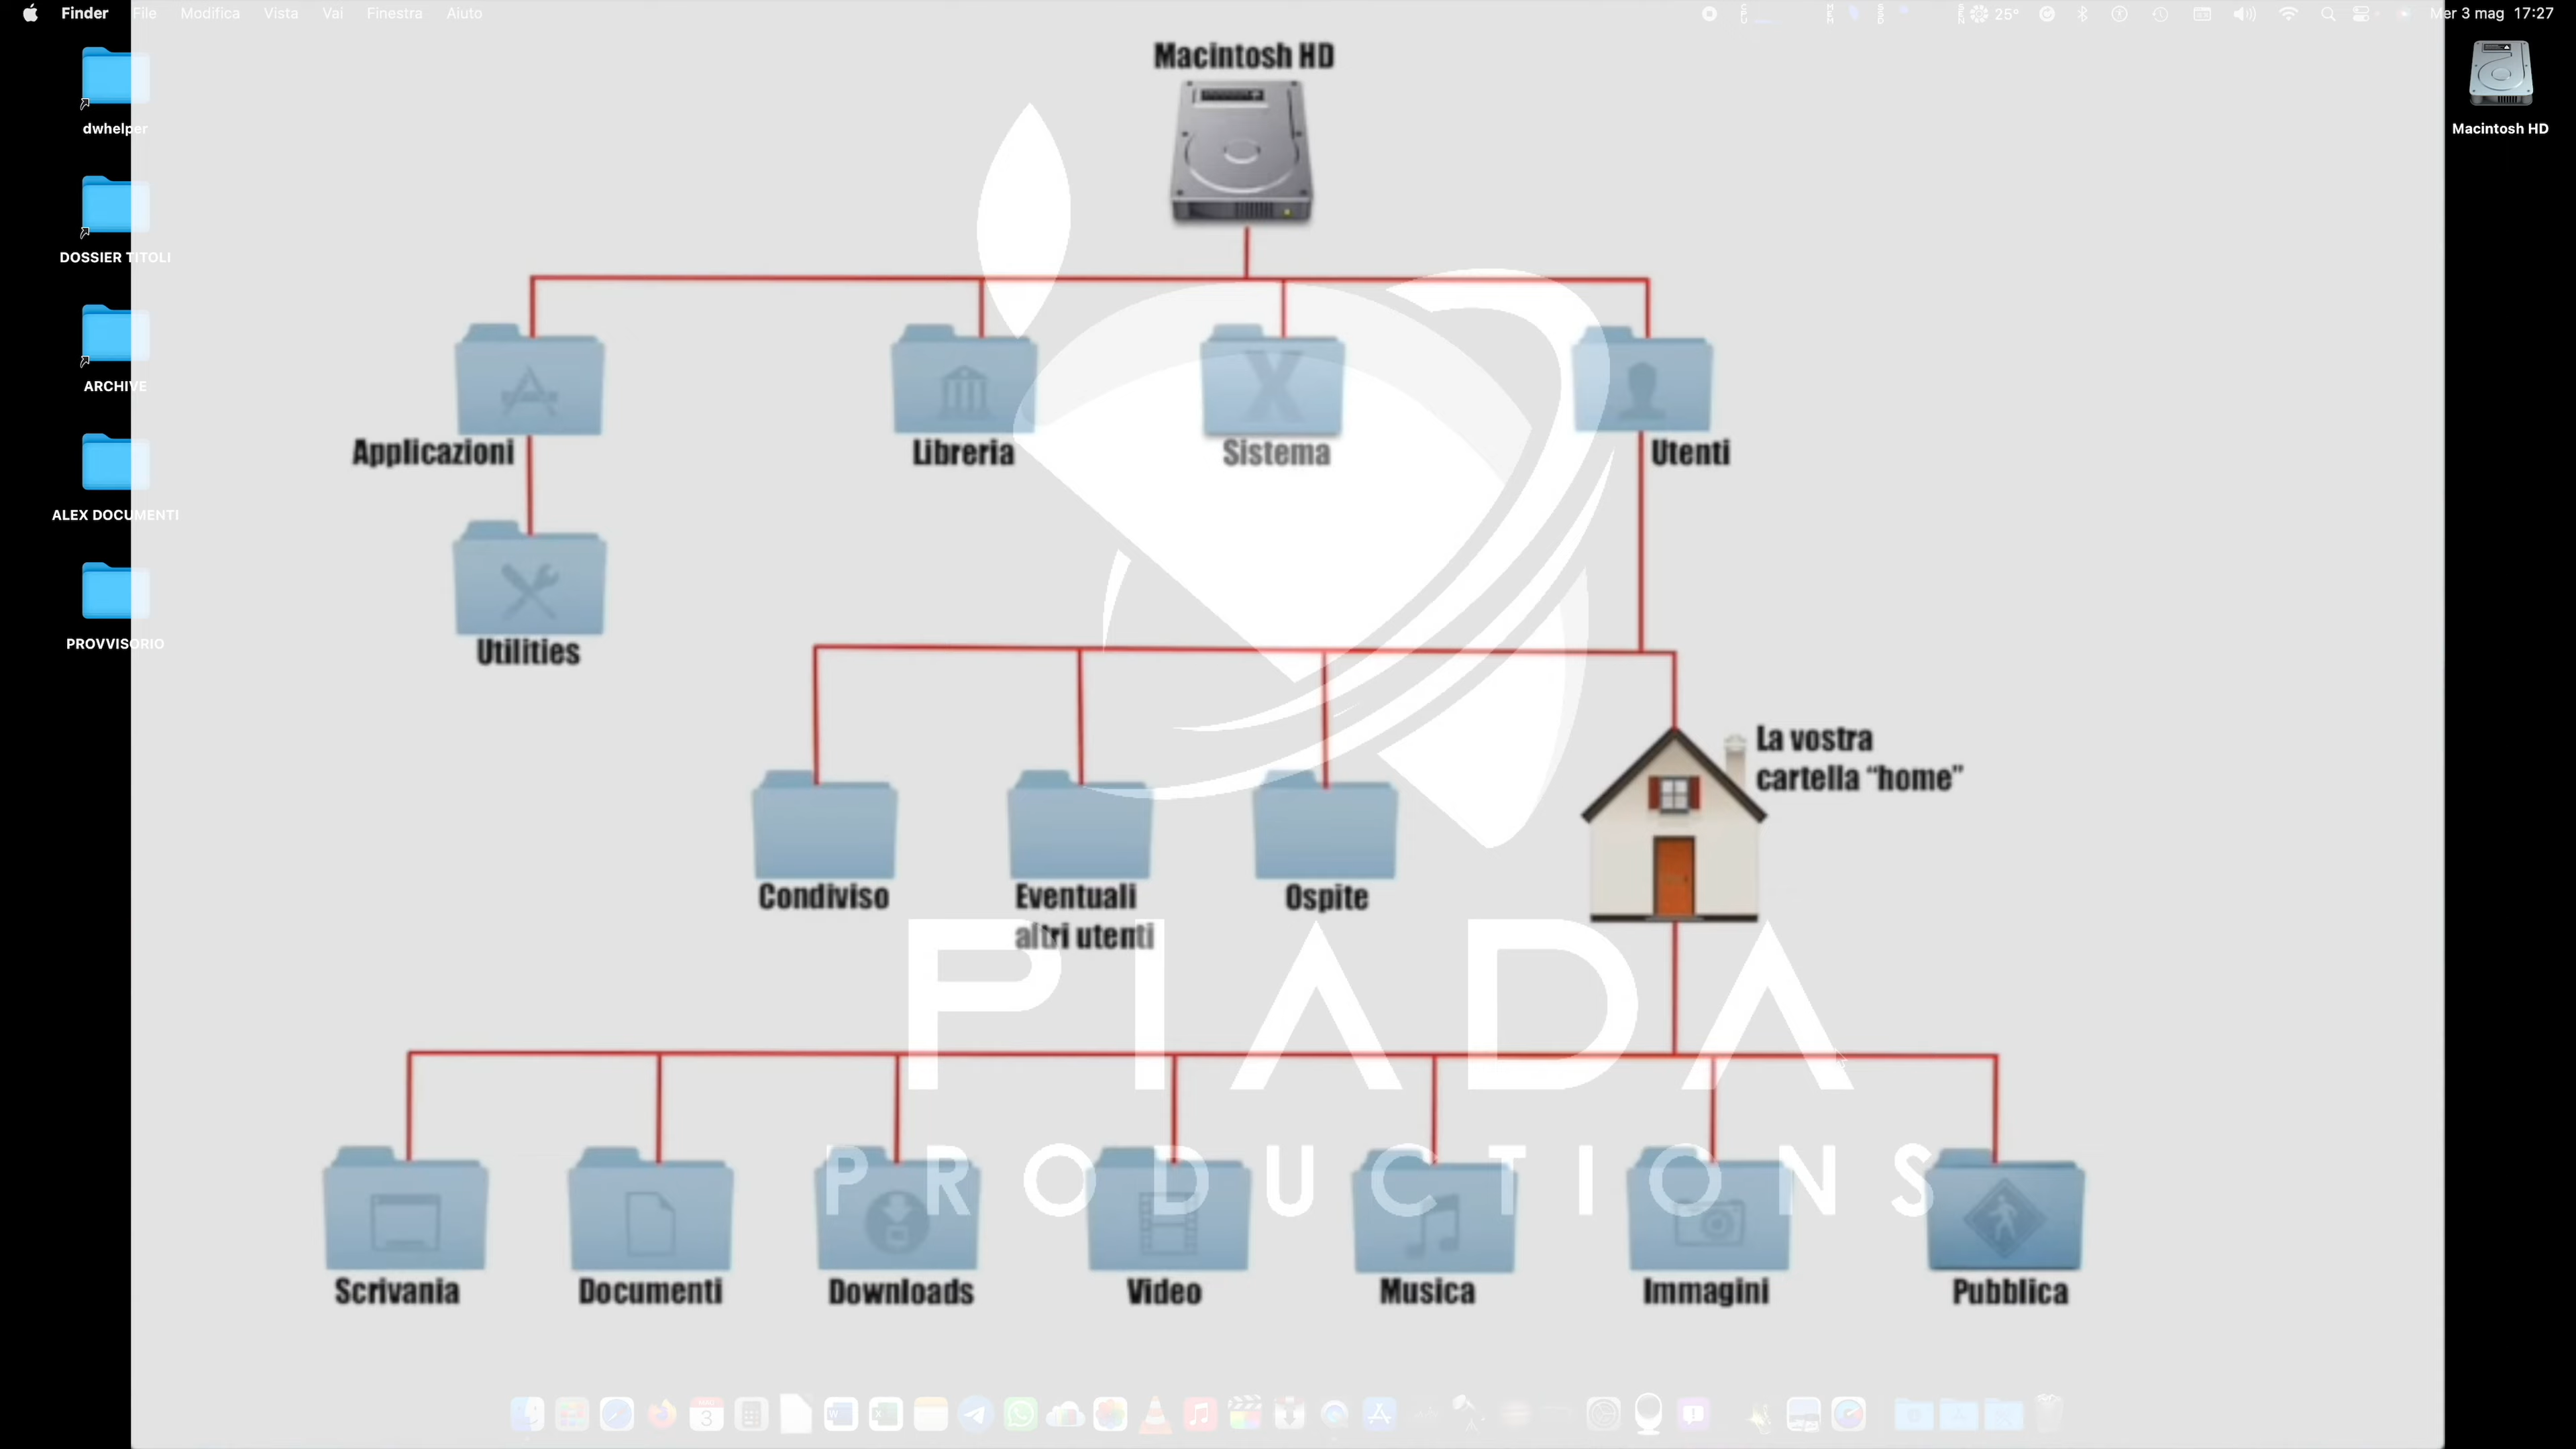 Finder File Modifica Vista Vai Finestra Aiuto
25° Mer 3 mag 17:27
dwhelper
DOSSIER TITOLI
ARCHIVE
ALEX DOCUMENTI
PROVVISORIO
Macintosh HD
Macintosh HD
Applicazioni
Libreria
Sistema
Utenti
Utilities
La vostra
cartella “home”
Condiviso
Eventuali
altri utenti
Ospite
PIADA
PRODUCTIONS
Scrivania
Documenti
Downloads
Video
Musica
Immagini
Pubblica
3